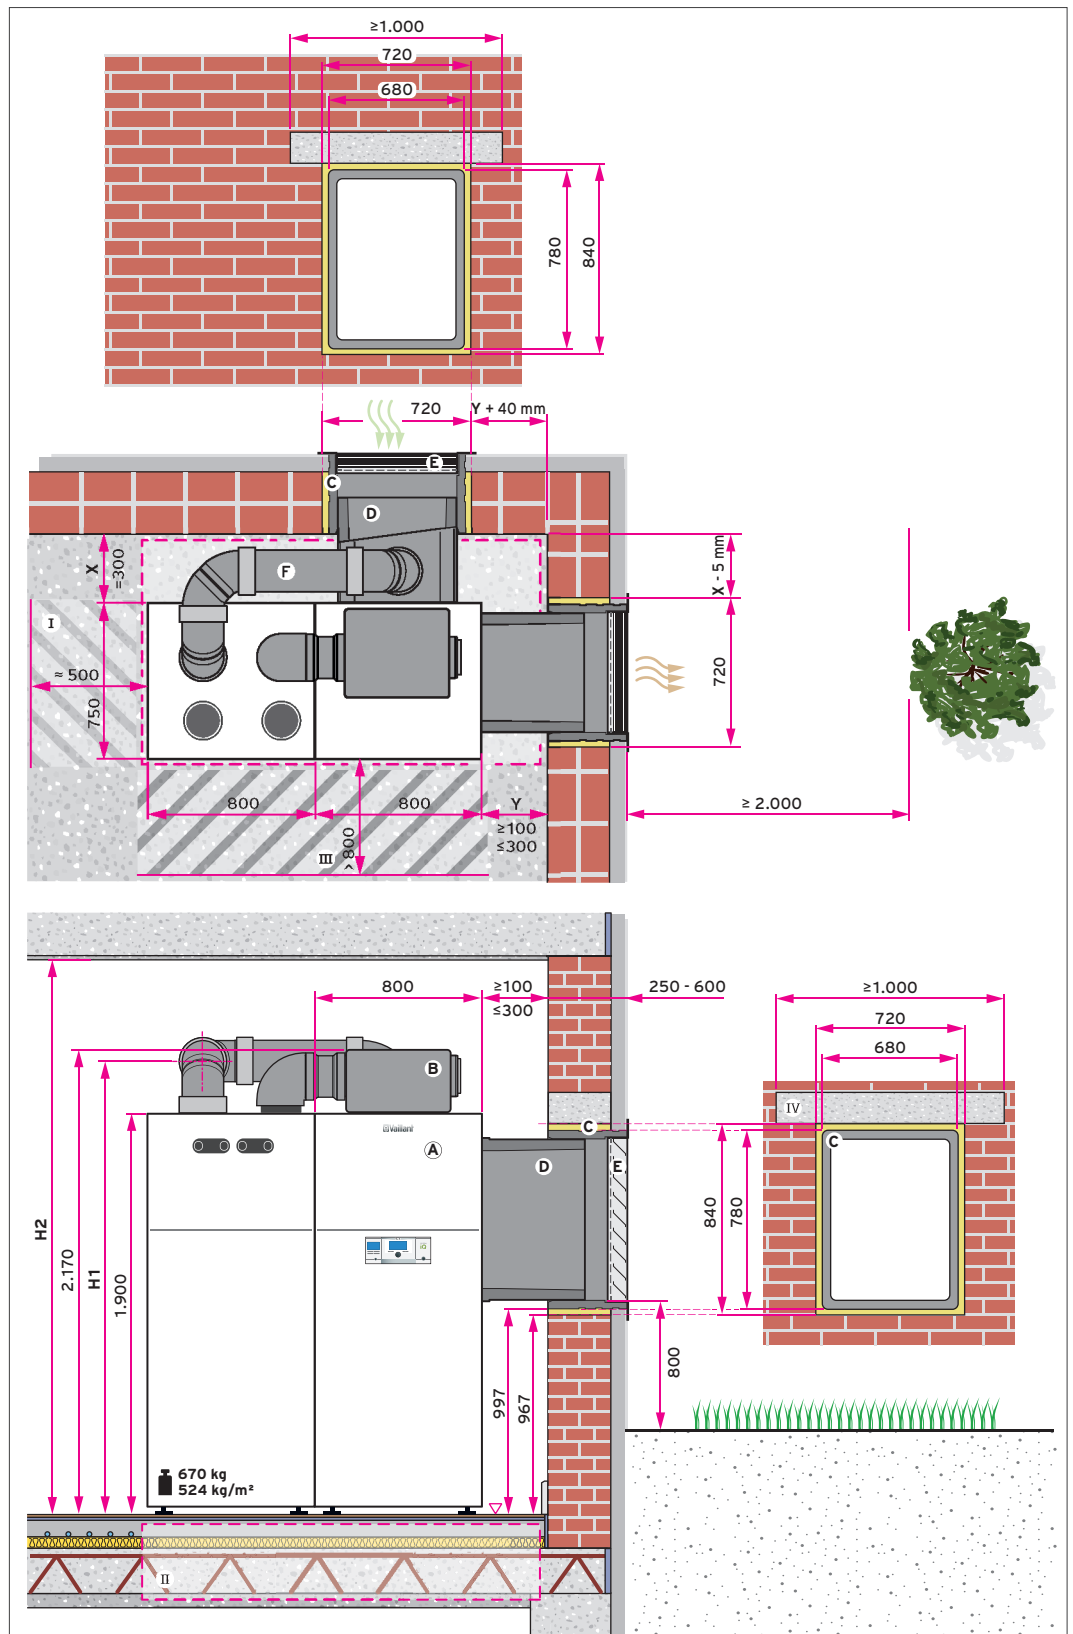 ≥1.000
720
680
780
840
720
Y + 40 mm
E
C
D
F
X
=300
X - 5 mm
I
≈ 500
750
720
800
800
Y
≥100
≤300
III
> 800
≥ 2.000
800
≥100
≤300
250 - 600
≥1.000
720
680
B
IV
C
C
Vaillant
A
D
E
H2
2.170
H1
1.900
840
780
997
967
800
670 kg
524 kg/m²
II